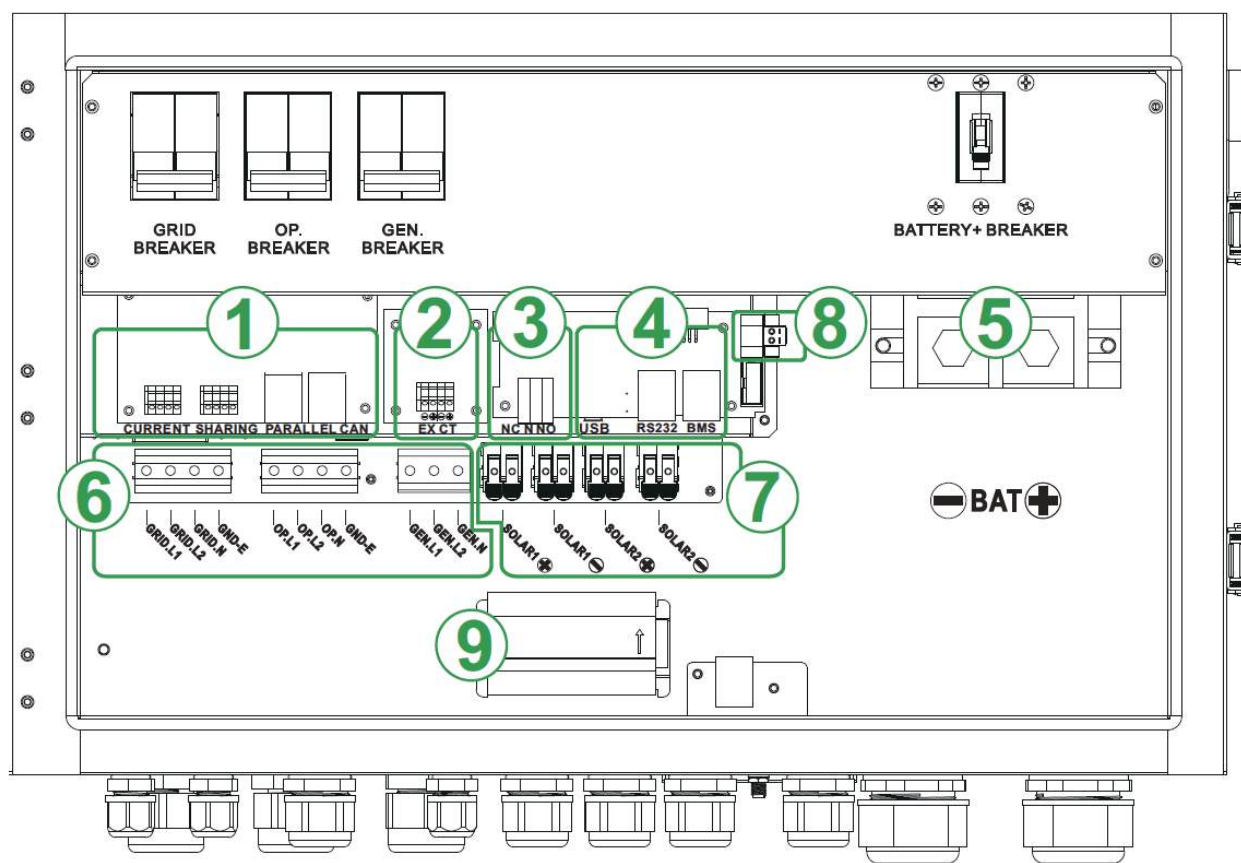 GRID
BREAKER
OP.
BREAKER
GEN.
BREAKER
BATTERY+ BREAKER
1
2
3
4
8
5
CURRENT SHARING PARALLEL CAN
EX CT
NC N NO
USB
RS232
BMS
6
7
GRID.L1
GRID.L2
GRID.N
GND-E
OP.L1
OP.L2
OP.N
GND-E
GEN.L1
GEN.L2
GEN.N
SOLAR1 +
SOLAR1 −
SOLAR2 +
SOLAR2 −
− BAT +
9